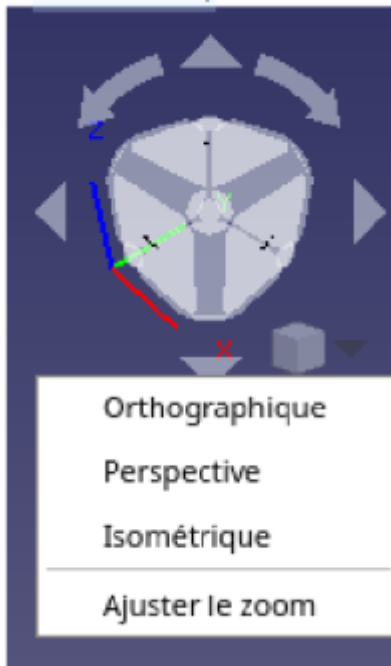 Z
Y
X
Orthographique
Perspective
Isométrique
Ajuster le zoom